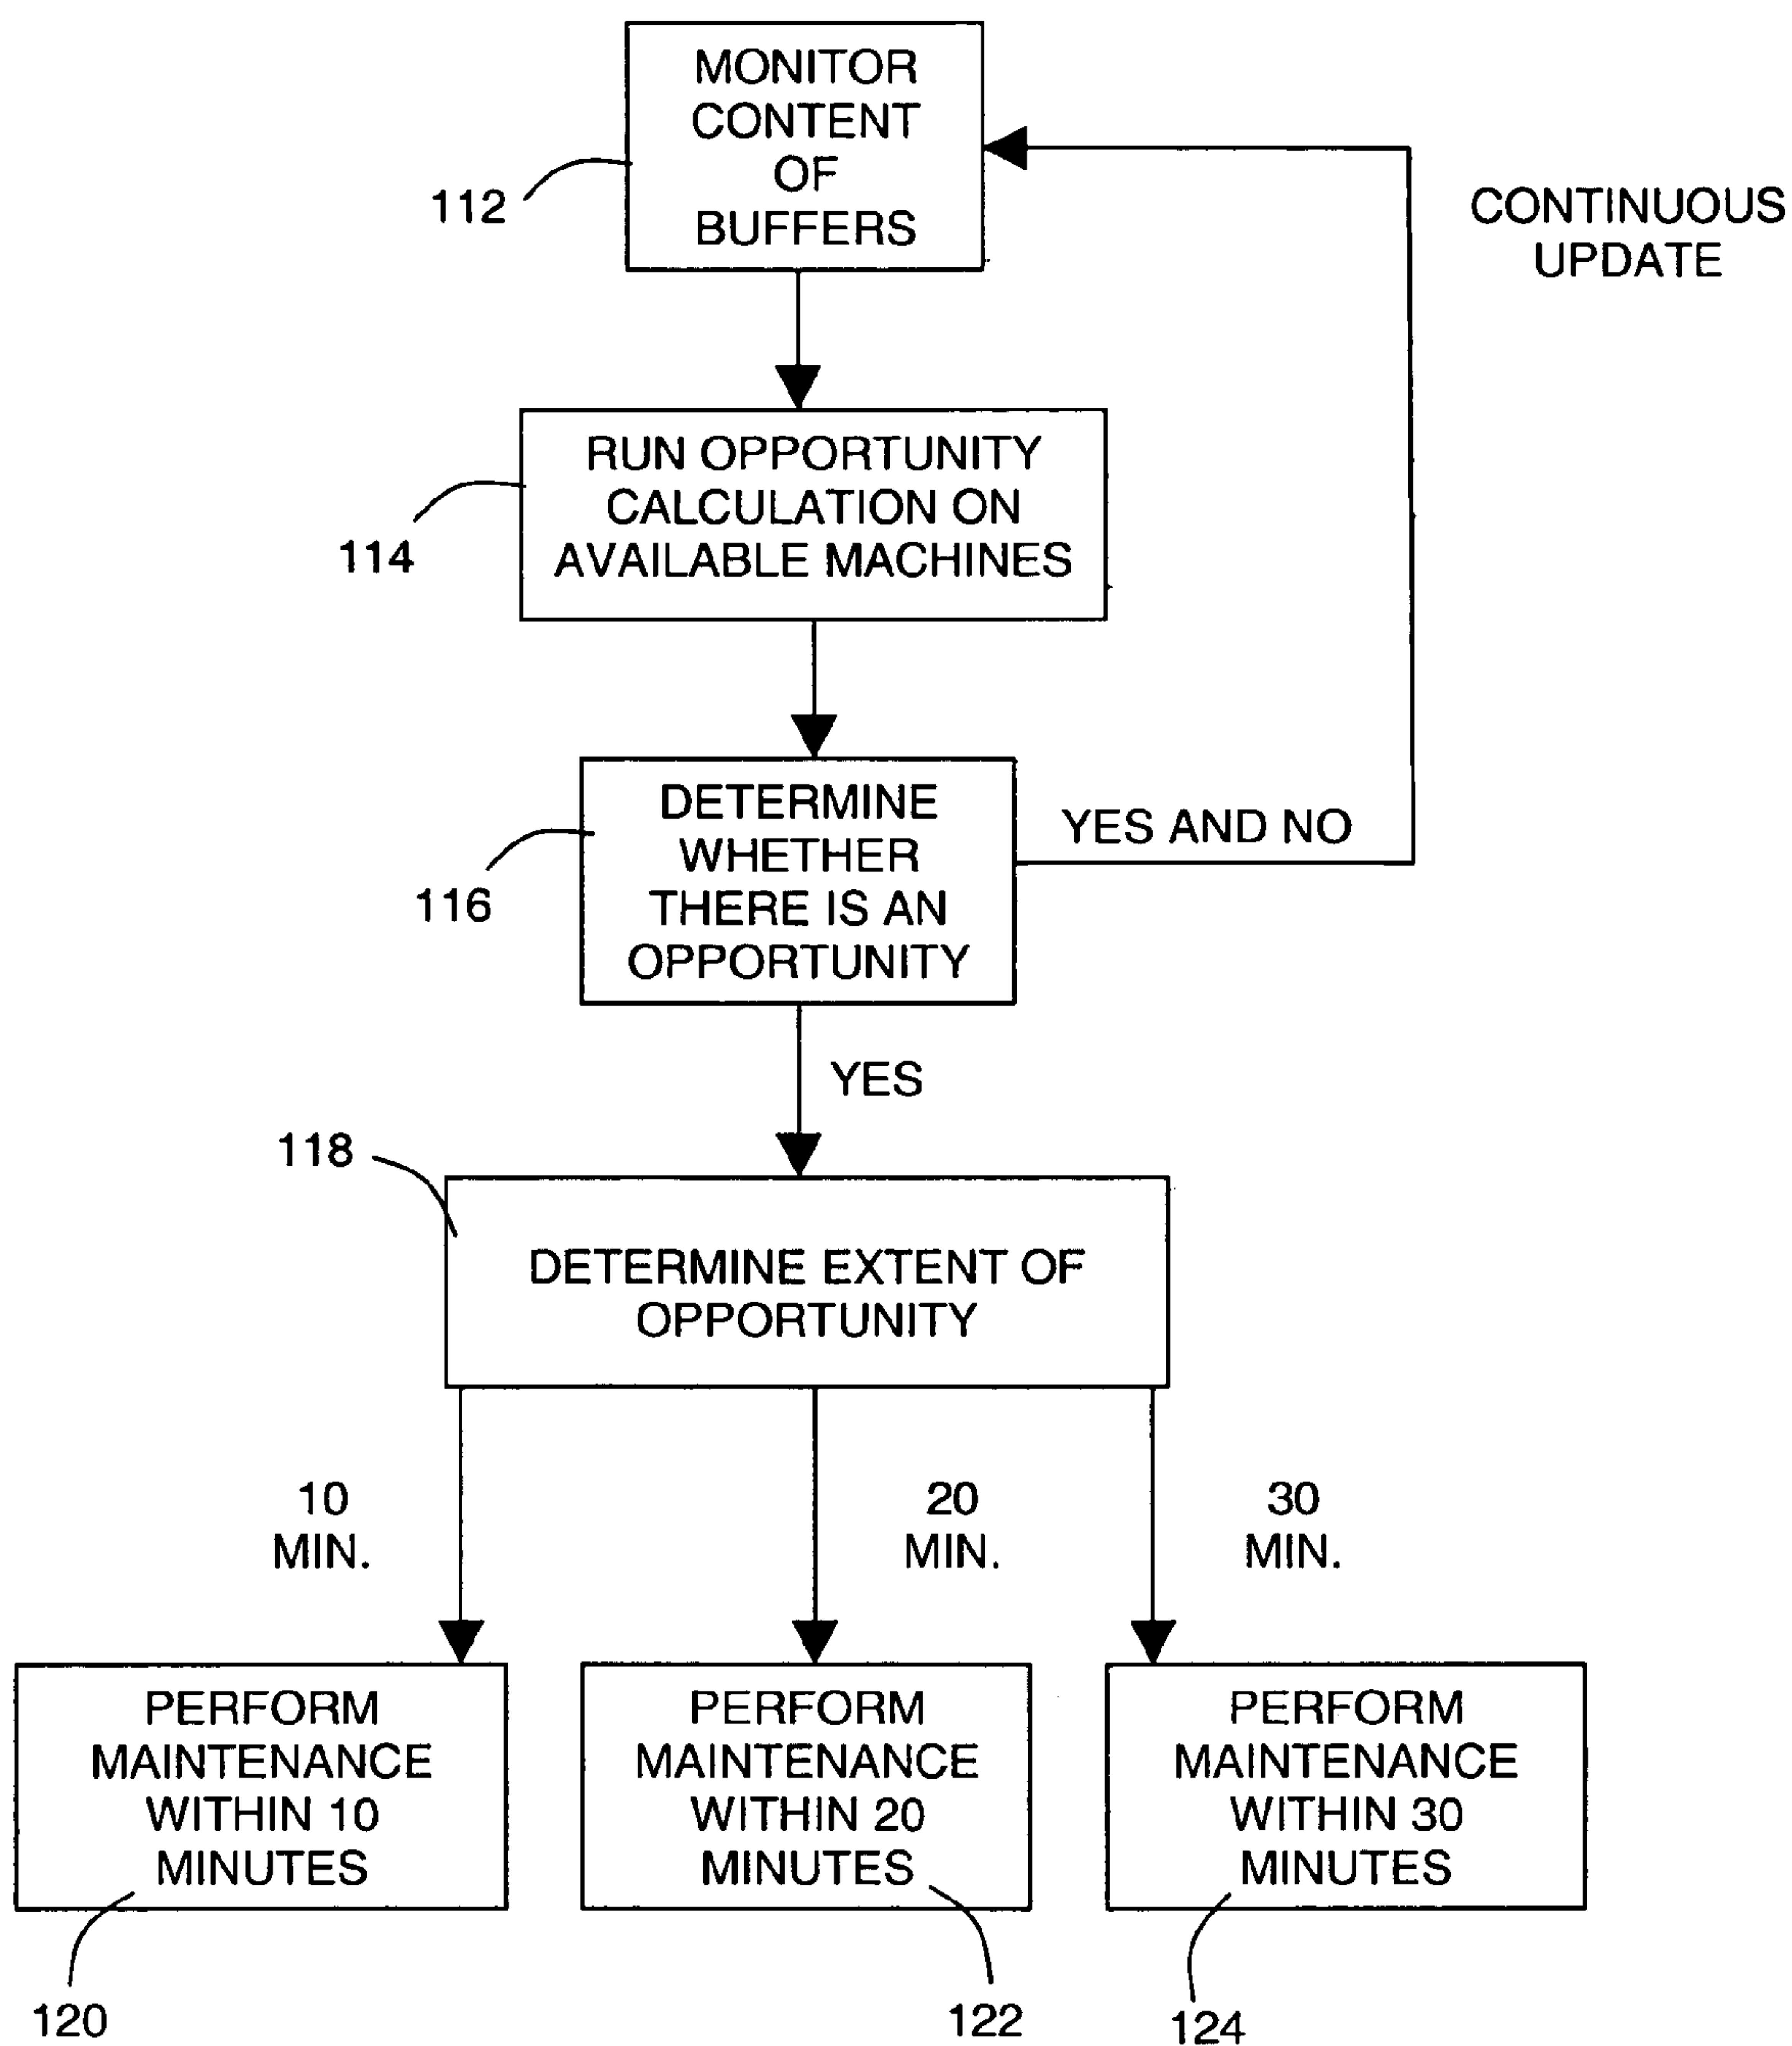 MONITOR
CONTENT
OF
BUFFERS
112
CONTINUOUS
UPDATE
RUN OPPORTUNITY
CALCULATION ON
AVAILABLE MACHINES
114
DETERMINE
WHETHER
THERE IS AN
OPPORTUNITY
YES AND NO
116
YES
118
DETERMINE EXTENT OF
OPPORTUNITY
10
MIN.
20
MIN.
30
MIN.
PERFORM
MAINTENANCE
WITHIN 10
MINUTES
PERFORM
MAINTENANCE
WITHIN 20
MINUTES
PERFORM
MAINTENANCE
WITHIN 30
MINUTES
120
122
124